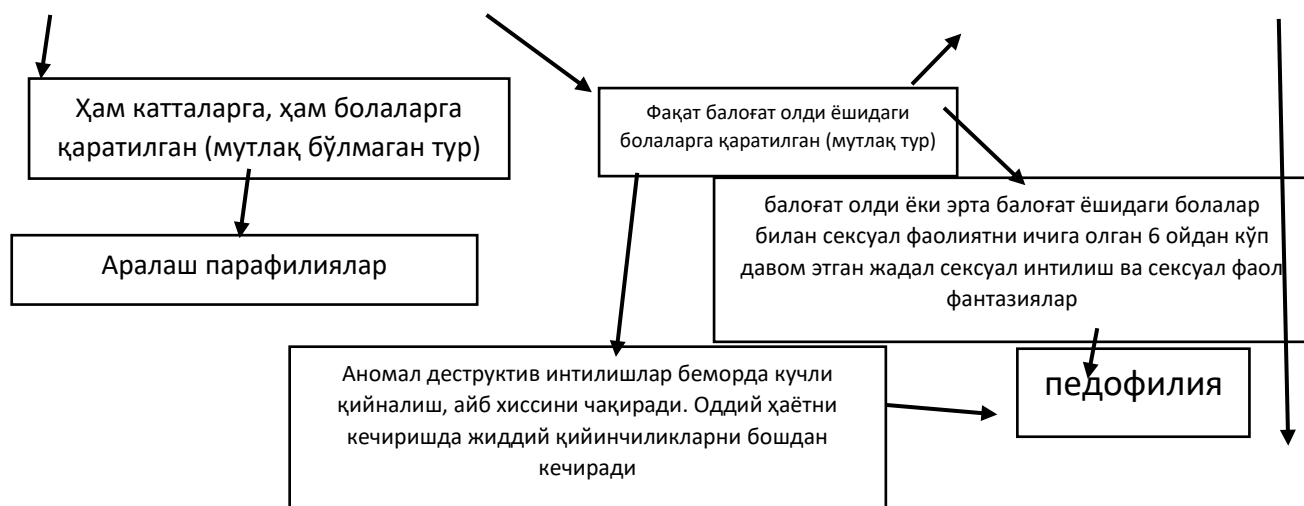 Ҳам катталарга, ҳам болаларга
қаратилган (мутлақ бўлмаган тур)
Фақат балоғат олди ёшидаги
болаларга қаратилган (мутлақ тур)
балоғат олди ёки эрта балоғат ёшидаги болалар
билан сексуал фаолиятни ичига олган 6 ойдан кўп
давом этган жадал сексуал интилиш ва сексуал фаол
фантазиялар
Аралаш парафилиялар
Аномал деструктив интилишлар беморда кучли
қийналиш, айб хиссини чақиради. Оддий ҳаётни
кечиришда жиддий қийинчиликларни бошдан
кечиради
педофилия